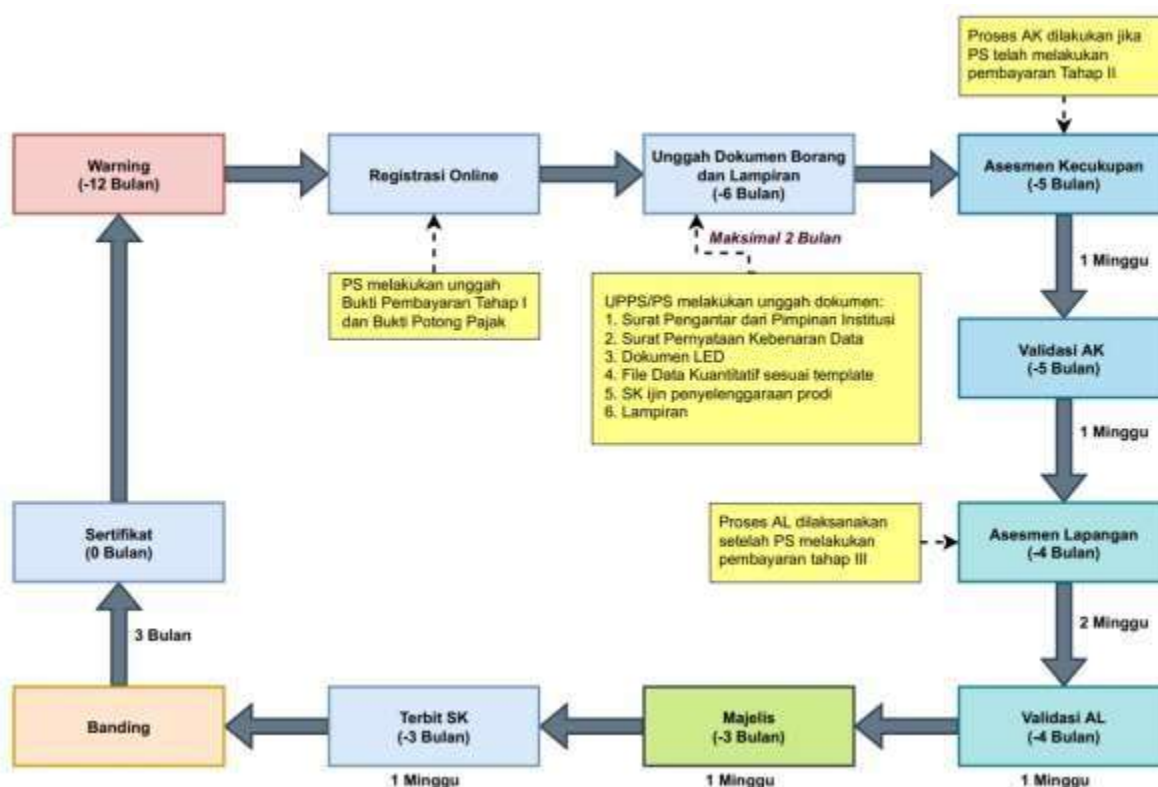 Proses AK dilakukan jika
PS telah melakukan
pembayaran Tahap II
Warning
(-12 Bulan)
Registrasi Online
Unggah Dokumen Borang
dan Lampiran
(-6 Bulan)
Asesmen Kecukupan
(-5 Bulan)
Maksimal 2 Bulan
1 Minggu
PS melakukan unggah
Bukti Pembayaran Tahap I
dan Bukti Potong Pajak
UPPS/PS melakukan unggah dokumen:
1. Surat Pengantar dari Pimpinan Institusi
2. Surat Pernyataan Kebenaran Data
3. Dokumen LED
4. File Data Kuantitatif sesuai template
5. SK ijin penyelenggaraan prodi
6. Lampiran
Validasi AK
(-5 Bulan)
1 Minggu
Sertifikat
(0 Bulan)
Proses AL dilaksanakan
setelah PS melakukan
pembayaran tahap III
Asesmen Lapangan
(-4 Bulan)
3 Bulan
2 Minggu
Banding
Terbit SK
(-3 Bulan)
Majelis
(-3 Bulan)
Validasi AL
(-4 Bulan)
1 Minggu
1 Minggu
1 Minggu